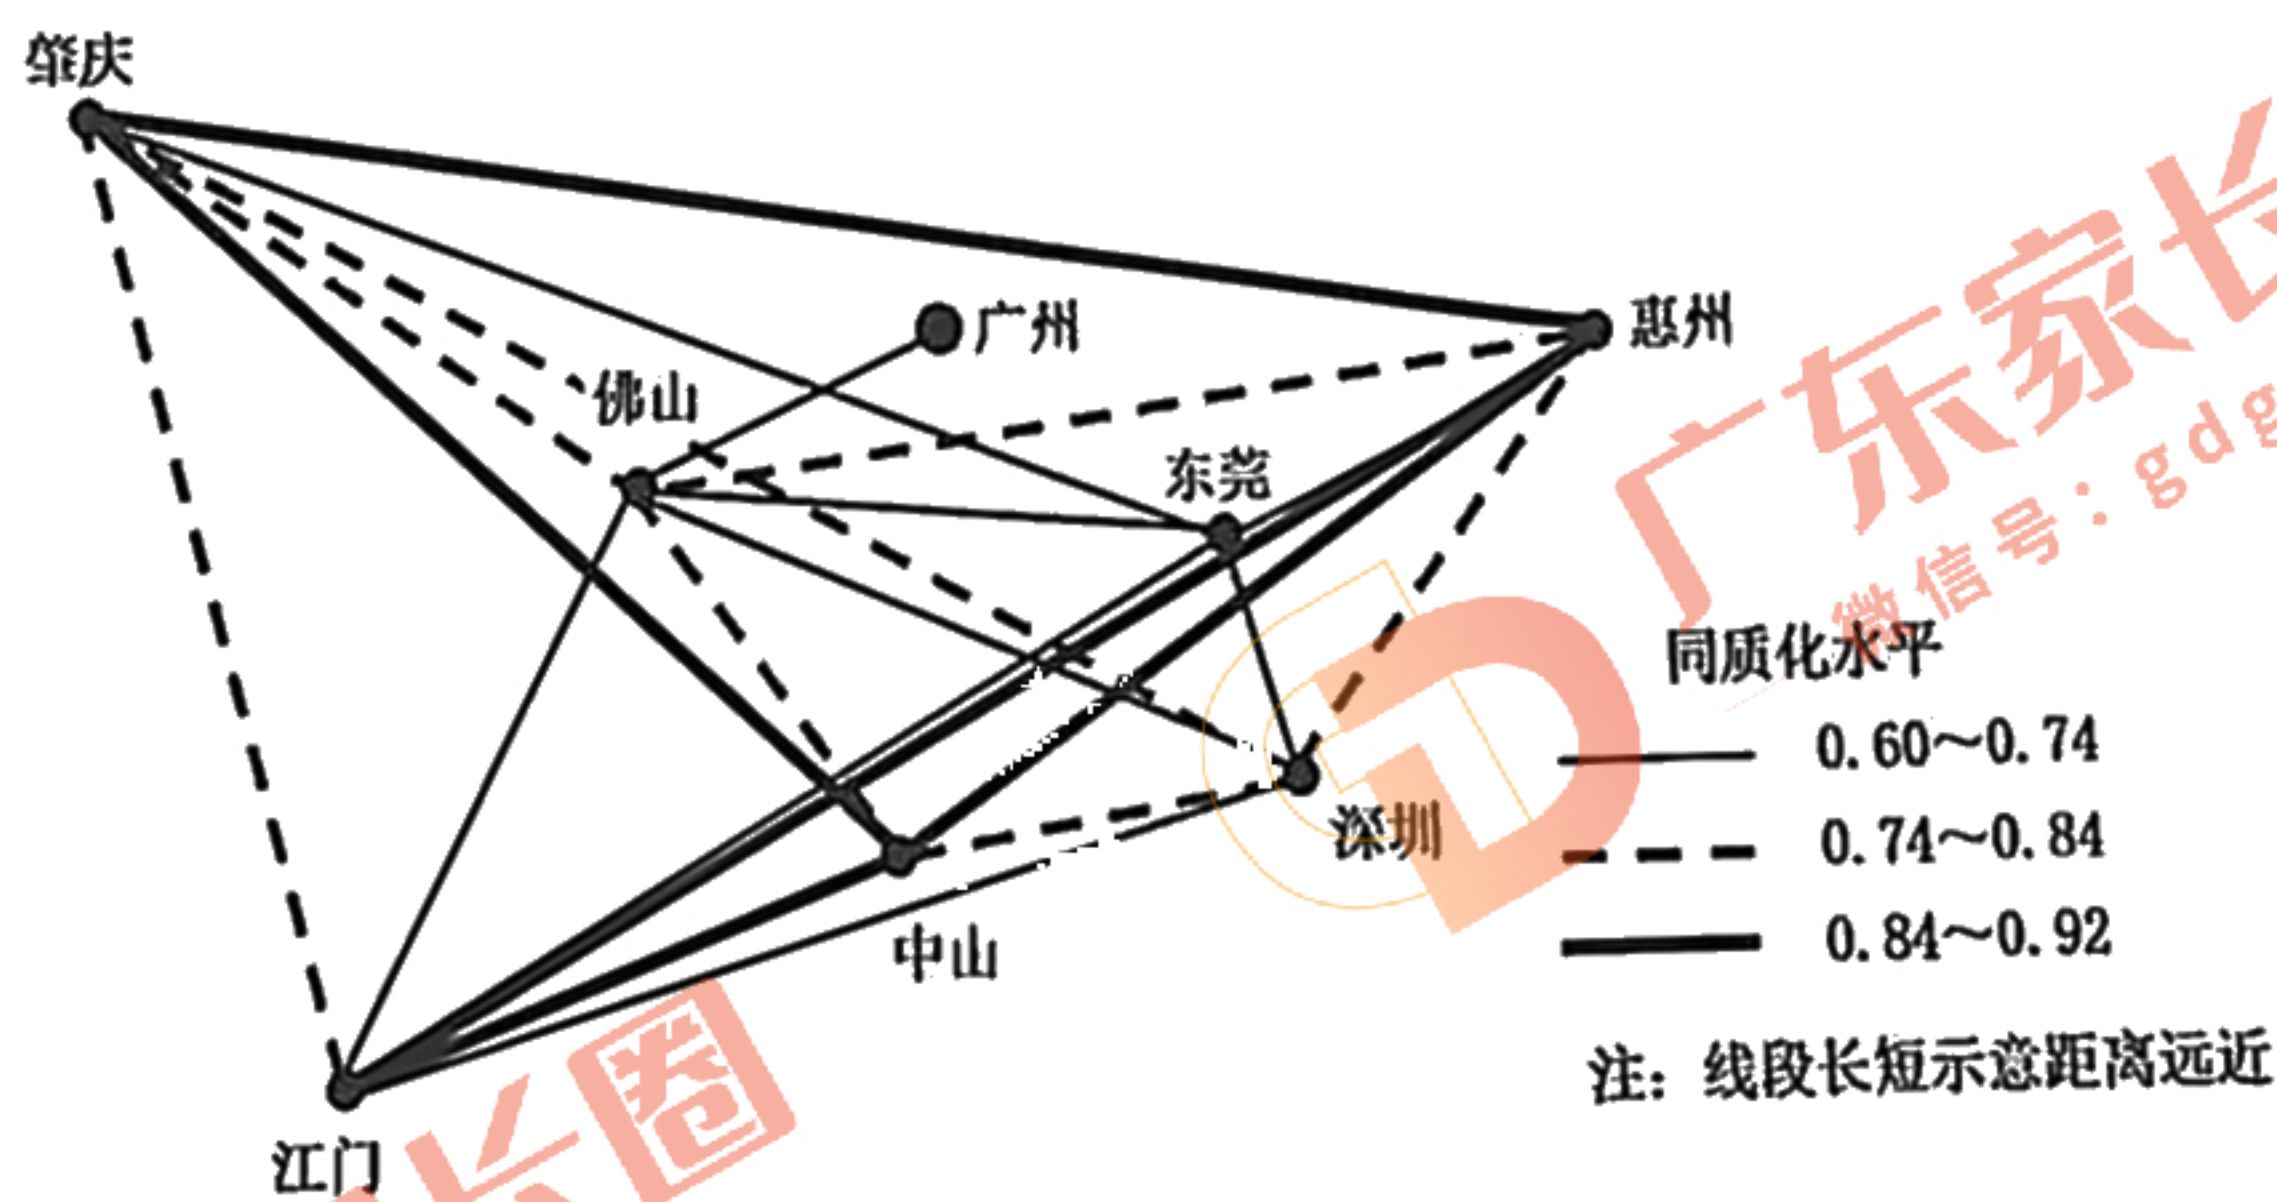 肇庆
广州
惠州
佛山
东莞
深圳
中山
江门
同质化水平
0.60～0.74
0.74～0.84
0.84～0.92
注：线段长短示意距离远近
广东家长
微信号：gdg
长圈